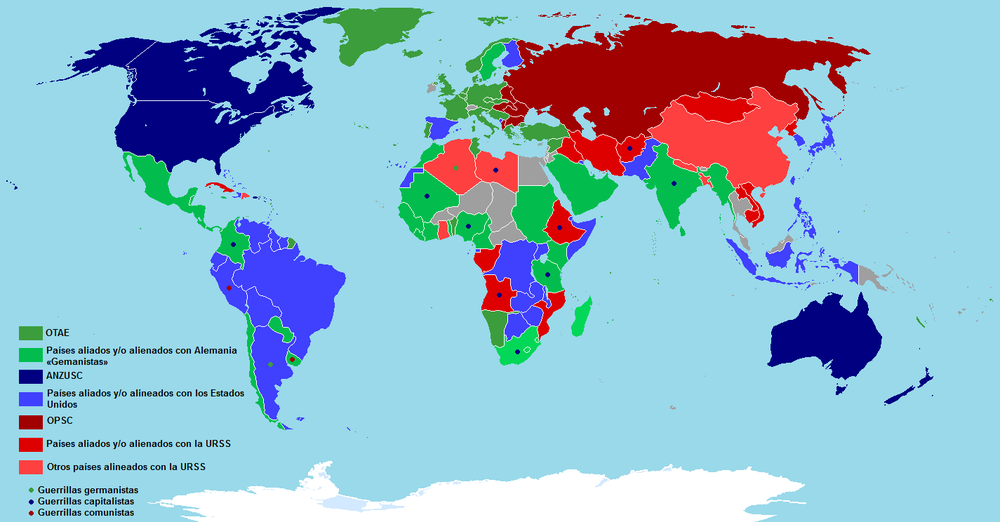 OTAE
Países aliados y/o alienados con Alemania
«Gemanistas»
ANZUSC
Países aliados y/o alineados con los Estados
Unidos
OPSC
Países aliados y/o alienados con la URSS
Otros países alineados con la URSS
Guerrillas germanistas
Guerrillas capitalistas
Guerrillas comunistas